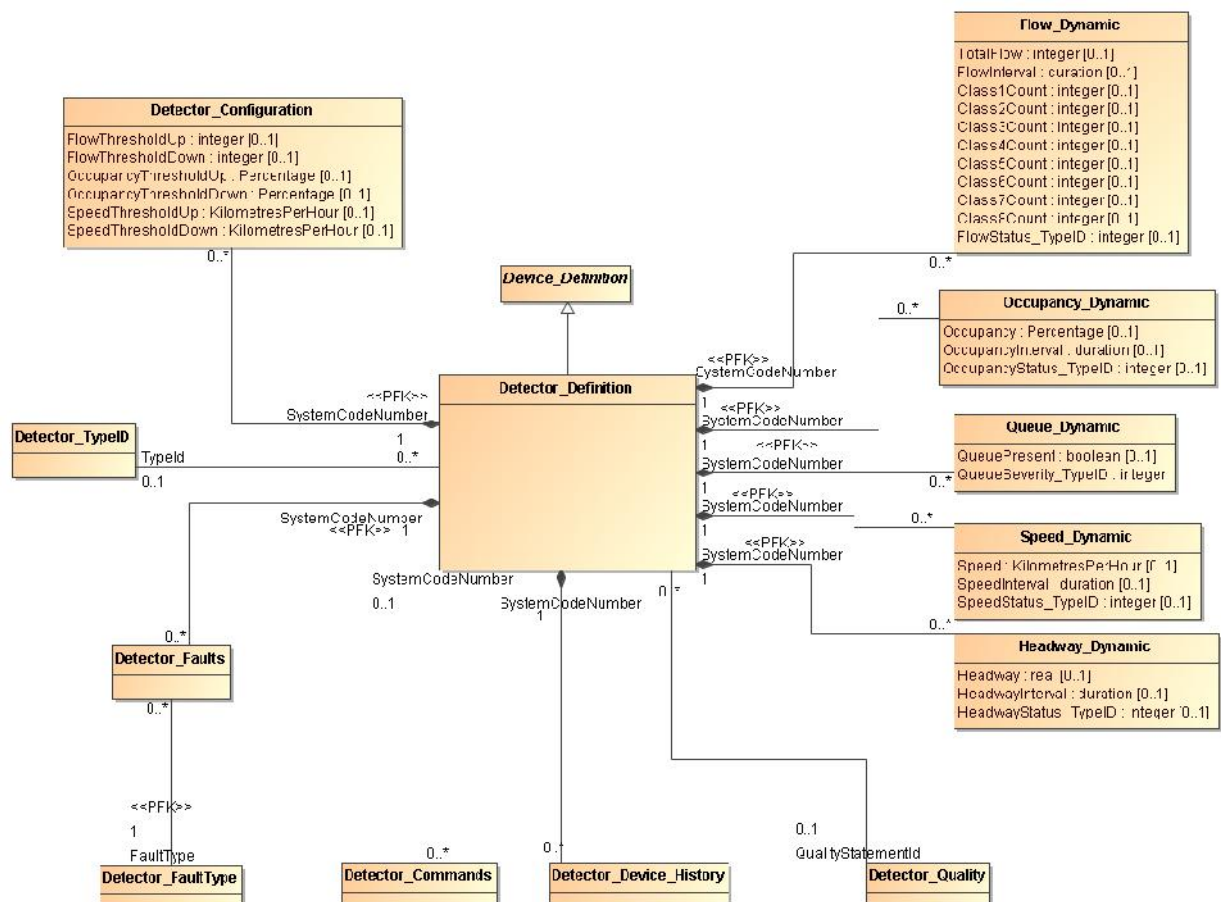 Flow_Dynamic
TotalFlow : integer [0..1]
FlowInterval : duration [0..1]
Class1Count : integer [0..1]
Class2Count : integer [0..1]
Class3Count : integer [0..1]
Class4Count : integer [0..1]
Class5Count : integer [0..1]
Class6Count : integer [0..1]
Class7Count : integer [0..1]
Class8Count : integer [0..1]
FlowStatus_TypeID : integer [0..1]
0..*
Detector_Configuration
FlowThresholdUp : integer [0..1]
FlowThresholdDown : integer [0..1]
OccupancyThresholdUp : Percentage [0..1]
OccupancyThresholdDown : Percentage [0..1]
SpeedThresholdUp : KilometresPerHour [0..1]
SpeedThresholdDown : KilometresPerHour [0..1]
0..*
Device_Definition
0..*
Occupancy_Dynamic
Occupancy : Percentage [0..1]
OccupancyInterval : duration [0..1]
OccupancyStatus_TypeID : integer [0..1]
Detector_Definition
<<PFK>>
SystemCodeNumber
1
<<PFK>>
SystemCodeNumber
1
<<PFK>>
SystemCodeNumber
1
<<PFK>>
SystemCodeNumber
1
<<PFK>>
SystemCodeNumber
1
<<PFK>>
SystemCodeNumber
1
Detector_TypeID
TypeId
0..1
0..*
Queue_Dynamic
QueuePresent : boolean [0..1]
QueueSeverity_TypeID : integer
0..*
SystemCodeNumber
<<PFK>> 1
0..*
Speed_Dynamic
Speed : KilometresPerHour [0..1]
SpeedInterval : duration [0..1]
SpeedStatus_TypeID : integer [0..1]
SystemCodeNumber
0..1
SystemCodeNumber
1
0..*
0..*
Headway_Dynamic
Headway : real [0..1]
HeadwayInterval : duration [0..1]
HeadwayStatus_TypeID : integer [0..1]
0..*
Detector_Faults
0..*
<<PFK>>
1
FaultType
Detector_FaultType
0..*
Detector_Commands
0..*
Detector_Device_History
0..1
QualityStatementId
Detector_Quality